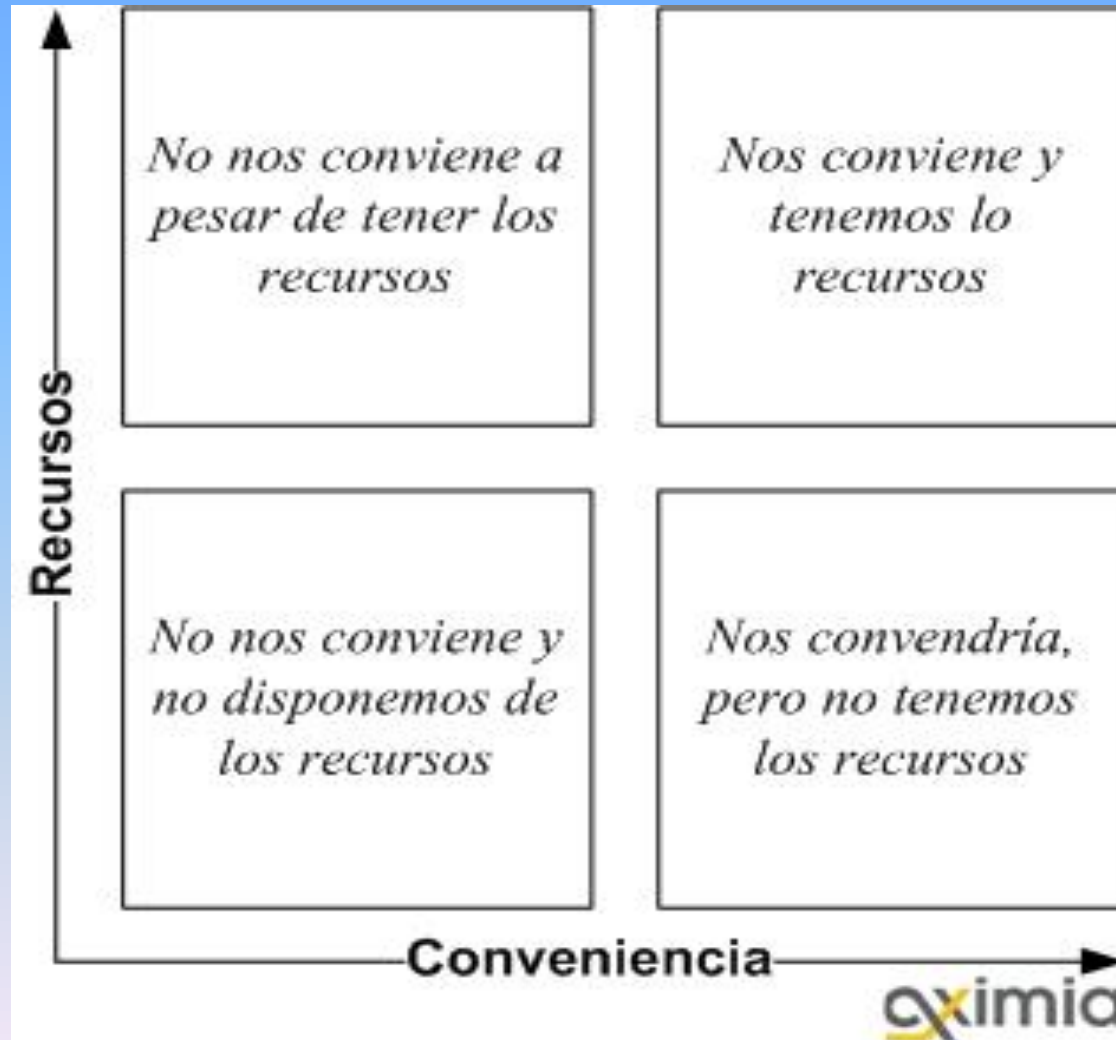 No nos conviene a
pesar de tener los
recursos
Nos conviene y
tenemos lo
recursos
Recursos
No nos conviene y
no disponemos de
los recursos
Nos convendría,
pero no tenemos
los recursos
Conveniencia
aximia